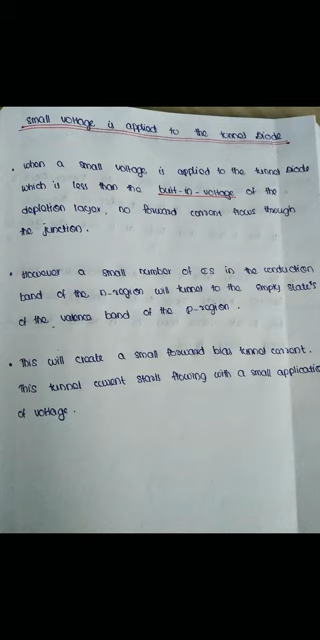 small voltage is applied to the tunnel Diode
• when a small voltage is applied to the tunnel Diode
which is less than the built-in-voltage of the
depletion layer, no forward current flows through
the junction.
• However a small number of es in the conduction
band of the n-region will tunnel to the empty states
of the valence band of the p-region.
• This will create a small forward bias tunnel current.
This tunnel current starts flowing with a small application
of voltage.